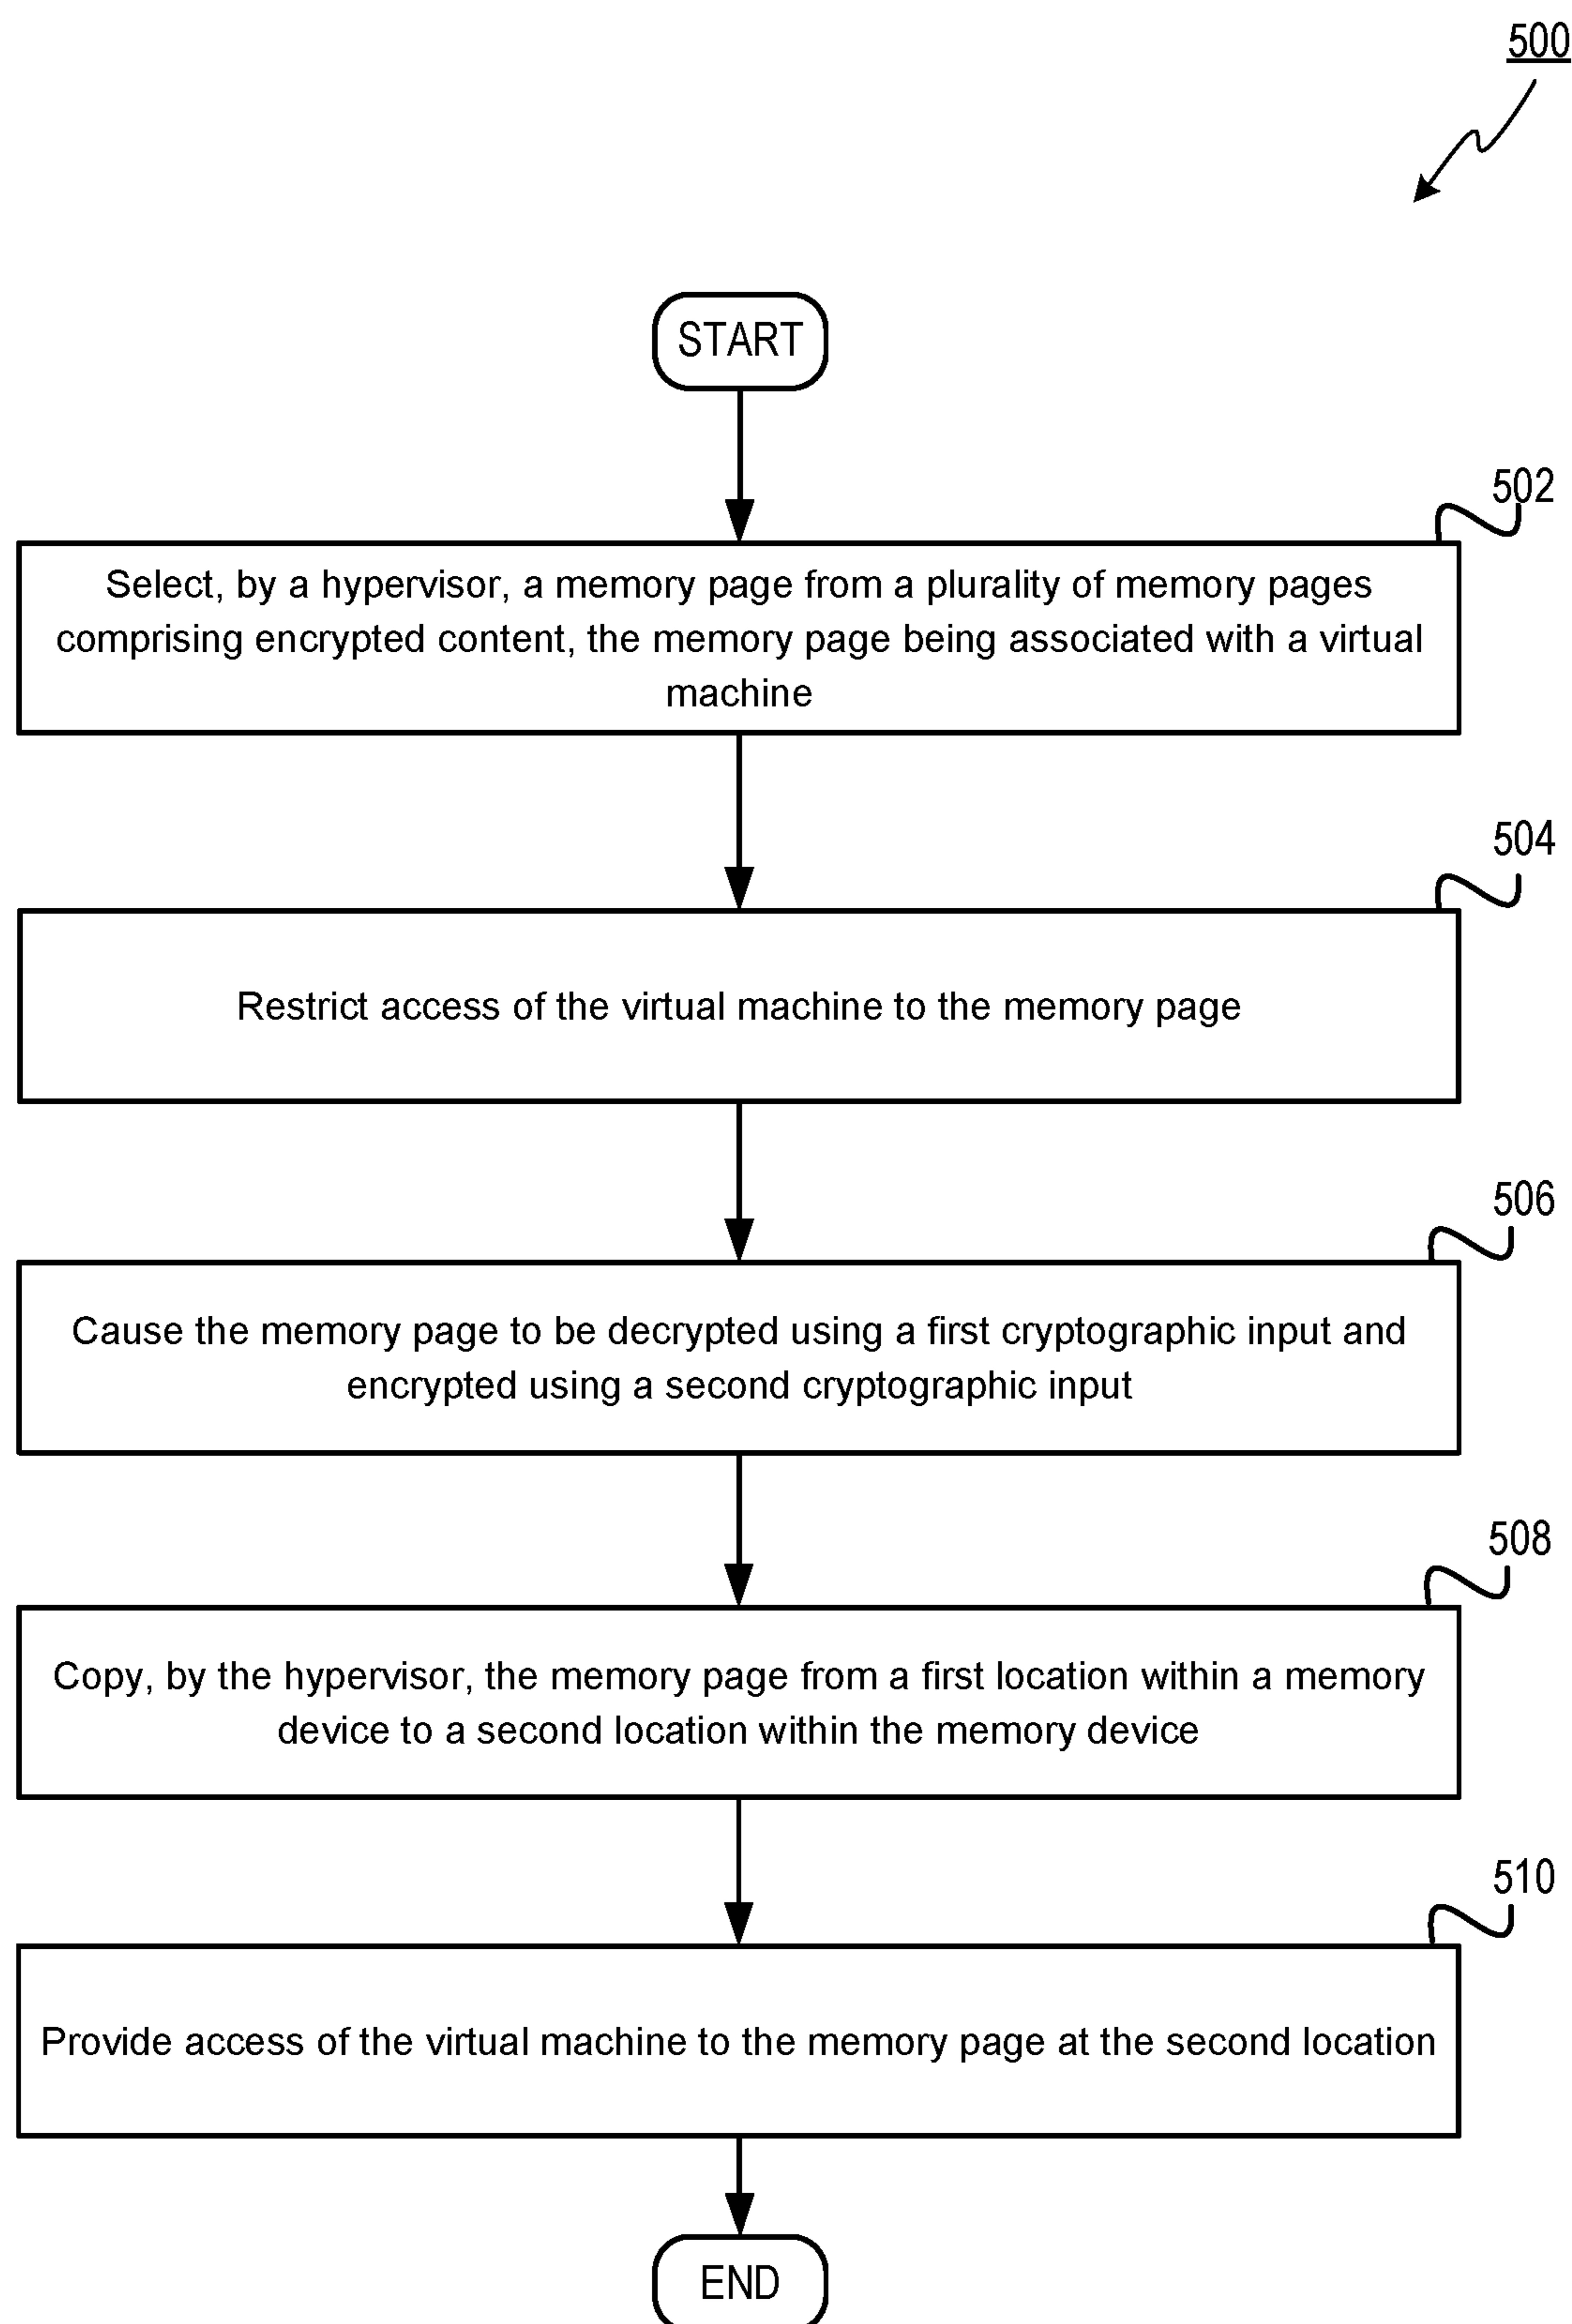 500
START
502
Select, by a hypervisor, a memory page from a plurality of memory pages
comprising encrypted content, the memory page being associated with a virtual
machine
504
Restrict access of the virtual machine to the memory page
506
Cause the memory page to be decrypted using a first cryptographic input and
encrypted using a second cryptographic input
508
Copy, by the hypervisor, the memory page from a first location within a memory
device to a second location within the memory device
510
Provide access of the virtual machine to the memory page at the second location
END